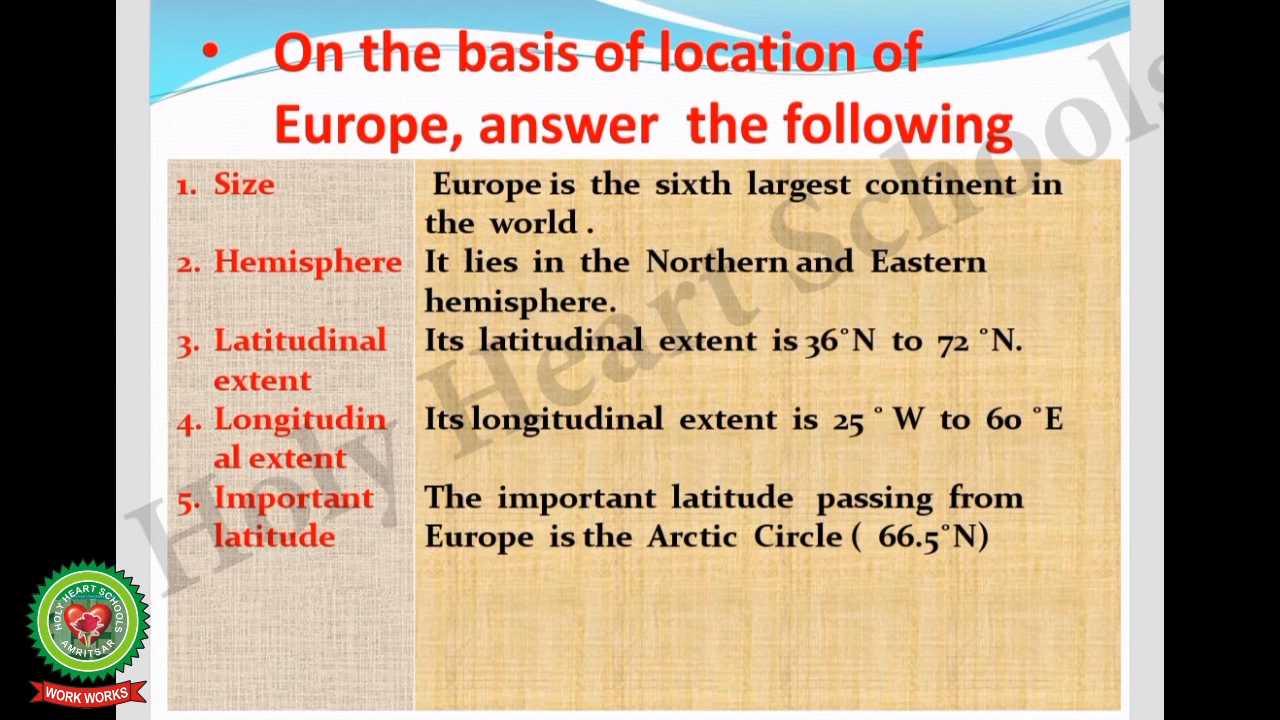 • On the basis of location of
Europe, answer the following
1. Size
Europe is the sixth largest continent in
the world .
2. Hemisphere
It lies in the Northern and Eastern
hemisphere.
3. Latitudinal
extent
Its latitudinal extent is 36°N to 72 °N.
4. Longitudin
al extent
Its longitudinal extent is 25 ° W to 60 °E
5. Important
latitude
The important latitude passing from
Europe is the Arctic Circle ( 66.5°N)
Holy Heart Schools
HOLY HEART SCHOOLS
AMRITSAR
WORK WORKS